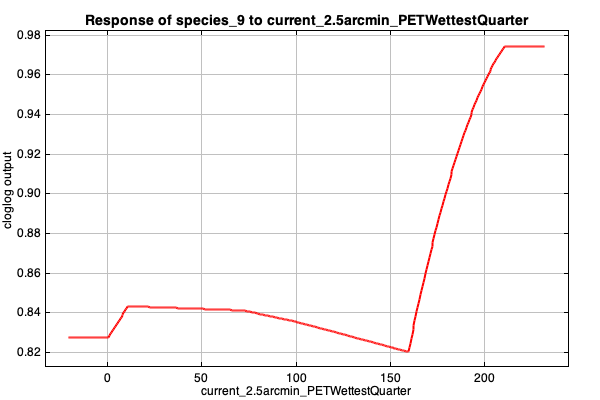 Response of species_9 to current_2.5arcmin_PETWettestQuarter
0.98
0.96
0.94
0.92
0.90
0.88
0.86
0.84
0.82
cloglog output
0 50 100 150 200
current_2.5arcmin_PETWettestQuarter